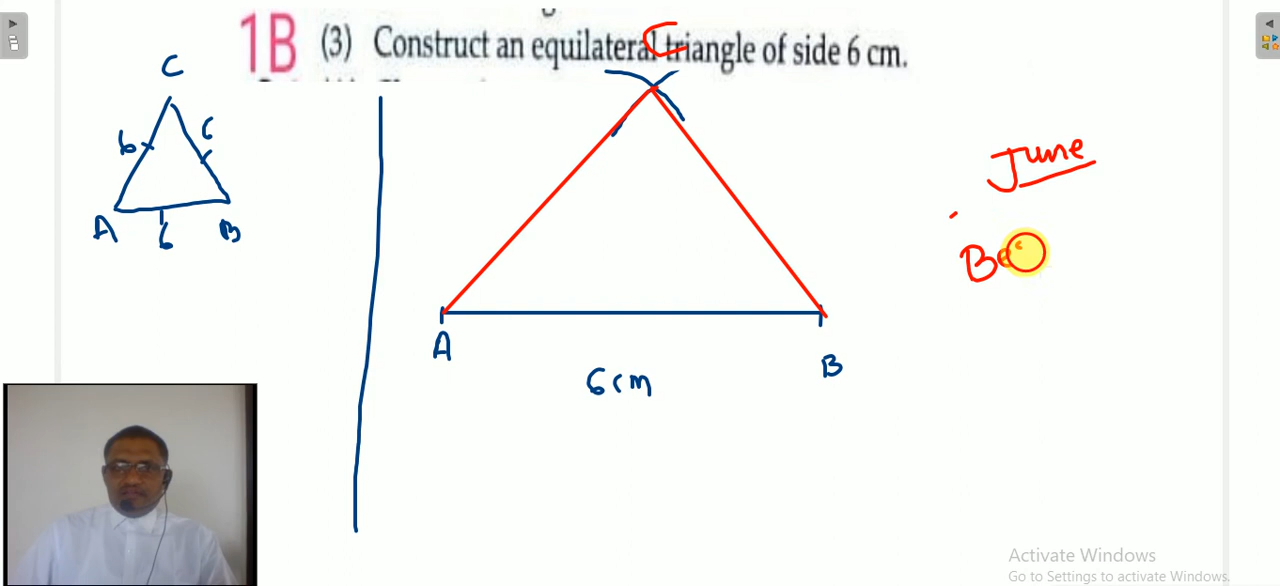 1B (3) Construct an equilateral triangle of side 6 cm.
C
C
6 6
A 6 B
June
A
B
6 cm
Activate Windows
Go to Settings to activate Windows.